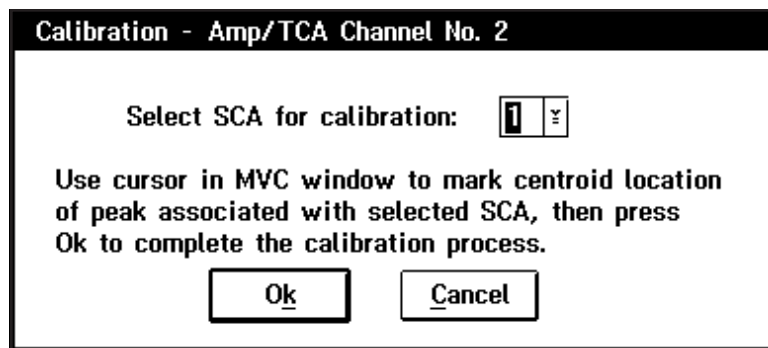 Calibration - Amp/TCA Channel No. 2
Select SCA for calibration: 1
Use cursor in MVC window to mark centroid location
of peak associated with selected SCA, then press
Ok to complete the calibration process.
Ok Cancel